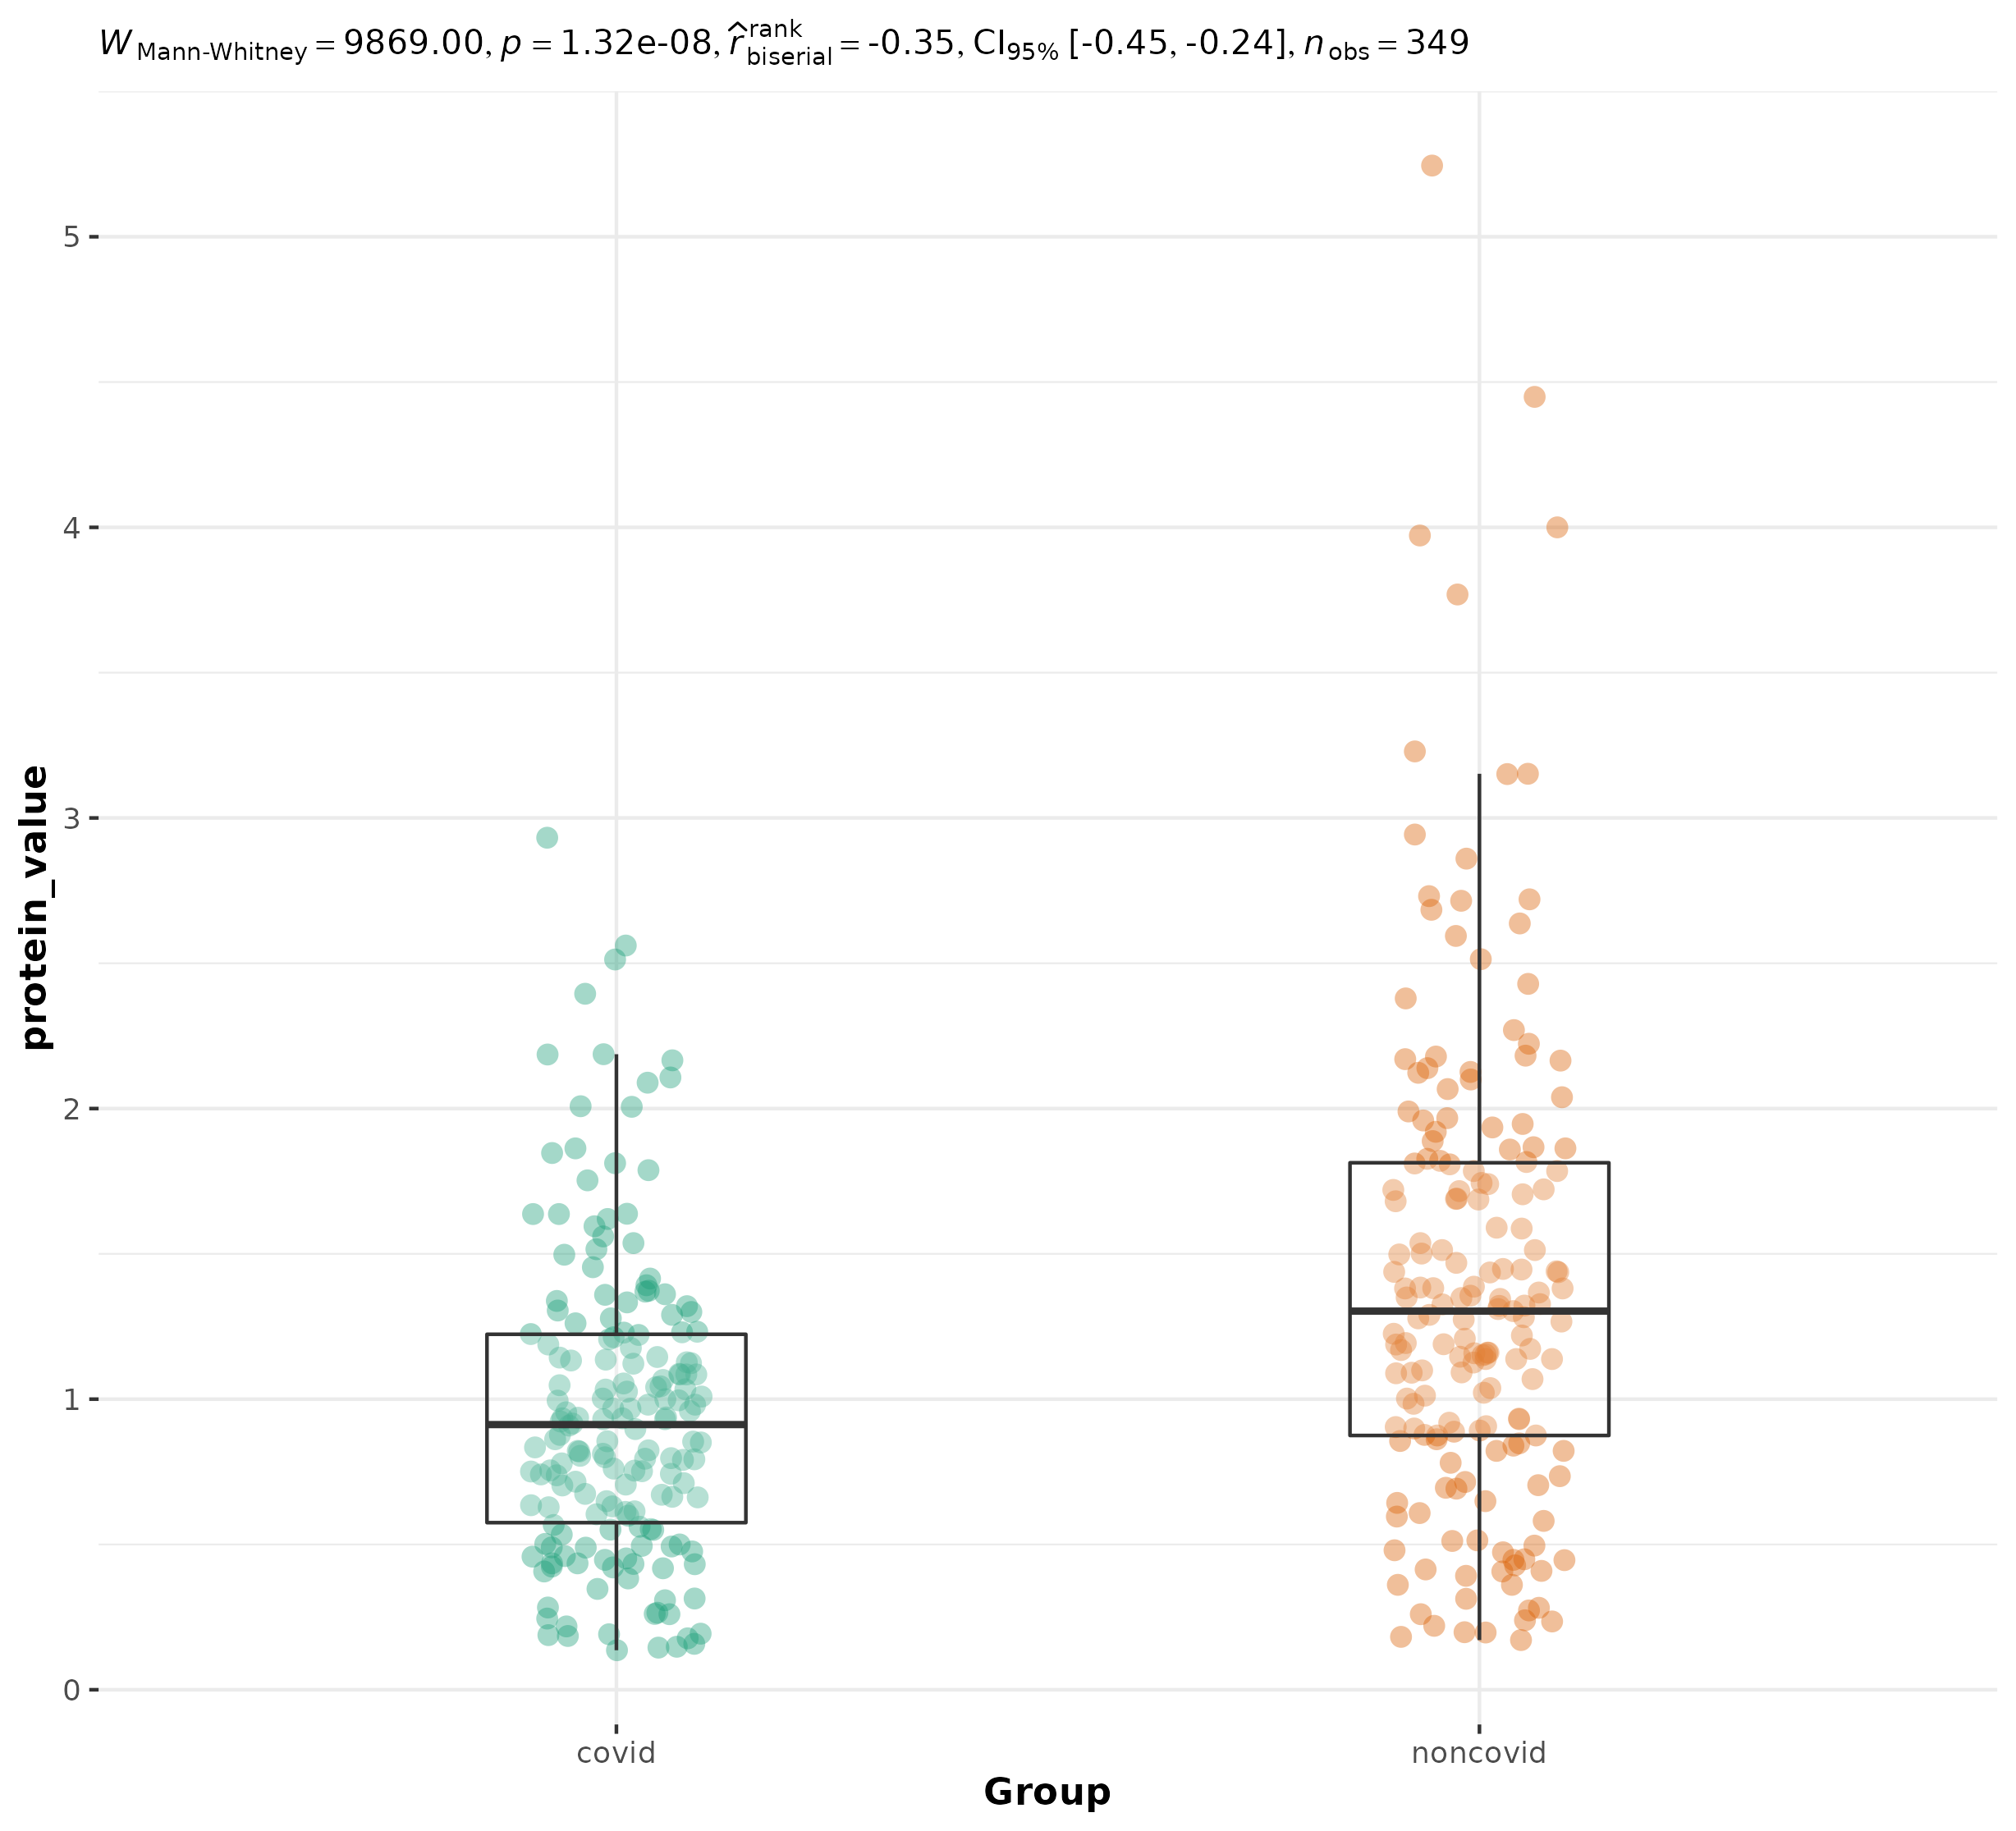 W Mann-Whitney = 9869.00, p = 1.32e-08, r̂ rank biserial = -0.35, CI95% [-0.45, -0.24], n obs = 349
protein_value
5
4
3
2
1
0
covid noncovid
Group